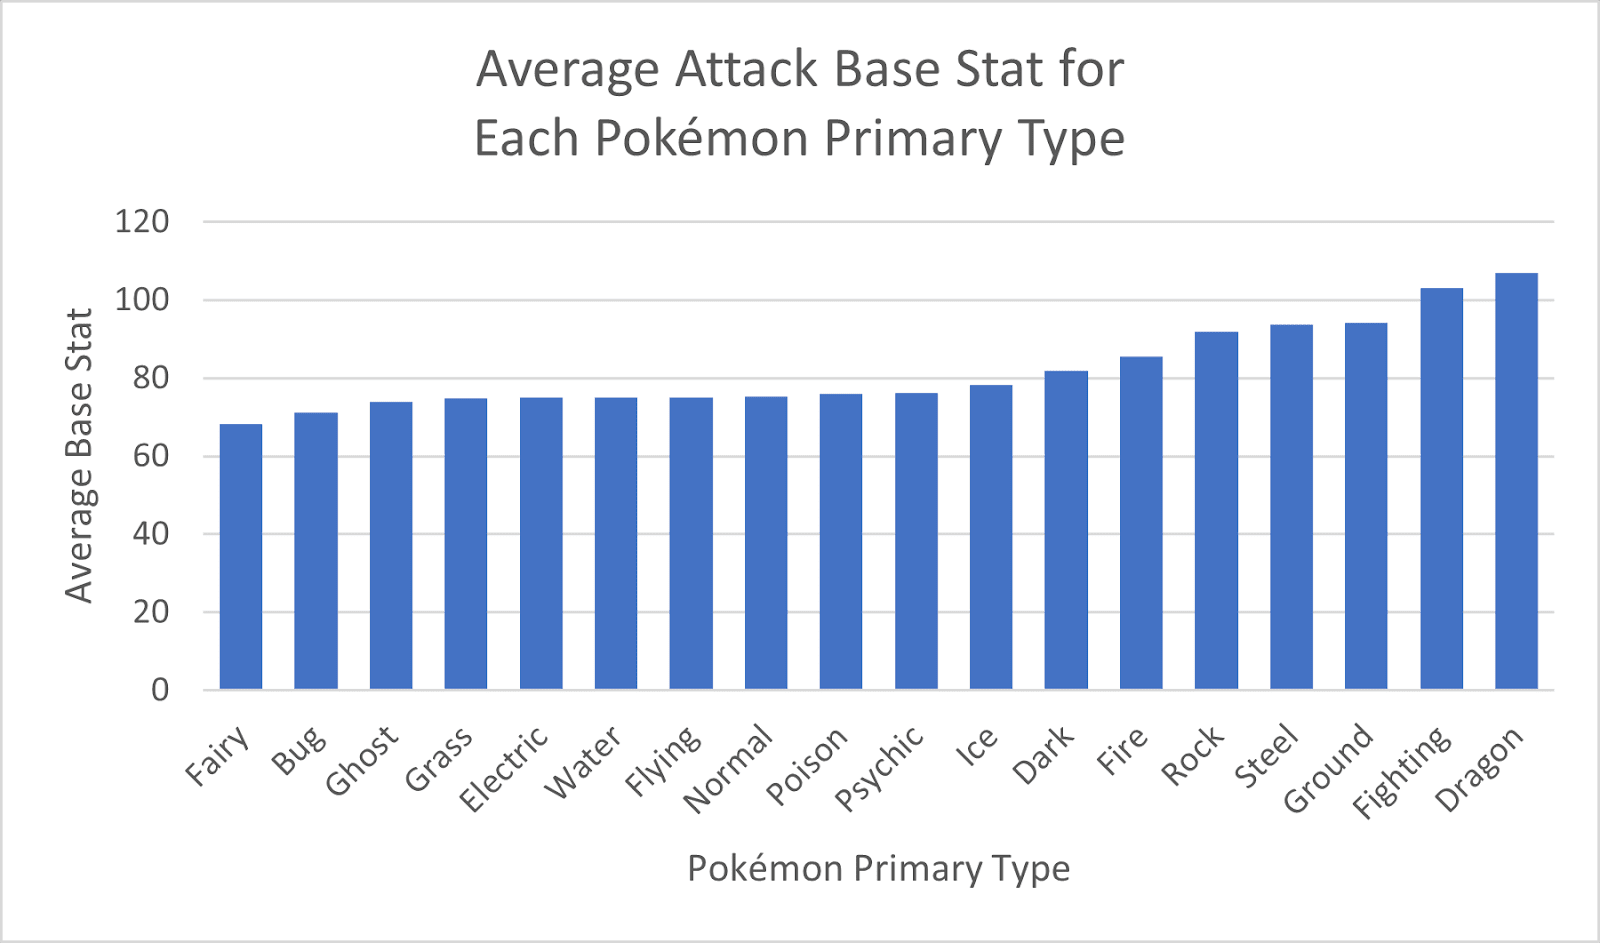 Average Attack Base Stat for
Each Pokémon Primary Type
120
100
80
60
40
20
0
Average Base Stat
Fairy
Bug
Ghost
Grass
Electric
Water
Flying
Normal
Poison
Psychic
Ice
Dark
Fire
Rock
Steel
Ground
Fighting
Dragon
Pokémon Primary Type